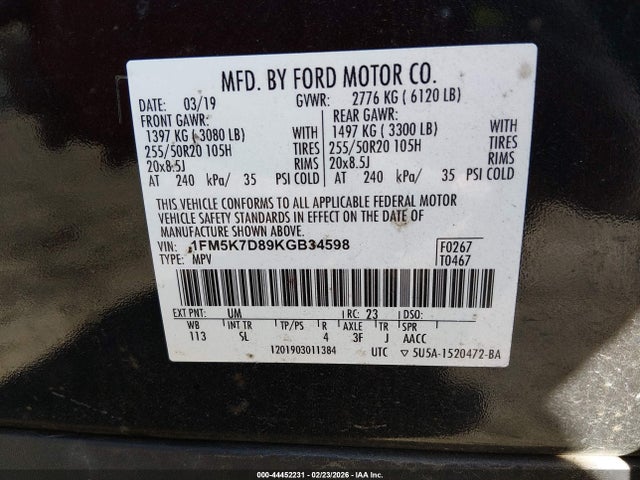 MFD. BY FORD MOTOR CO.
DATE: 03/19 GVWR: 2776 KG ( 6120 LB)
FRONT GAWR: REAR GAWR:
1397 KG ( 3080 LB) WITH 1497 KG ( 3300 LB) WITH
255/50R20 105H TIRES 255/50R20 105H TIRES
20x8.5J RIMS 20x8.5J RIMS
AT 240 kPa/ 35 PSI COLD AT 240 kPa/ 35 PSI COLD
THIS VEHICLE CONFORMS TO ALL APPLICABLE FEDERAL MOTOR
VEHICLE SAFETY STANDARDS IN EFFECT ON THE DATE OF
MANUFACTURE SHOWN ABOVE.
VIN: 1FM5K7D89KGB34598 F0267
TYPE: MPV T0467
EXT PNT: UM RC: 23 DSO:
WB INT TR TP/PS R AXLE TR SPR
113 SL 4 3F J AACC
1201903011384 UTC ▽ 5U5A-1520472-BA
000-44452231 - 02/23/2026 - IAA Inc.